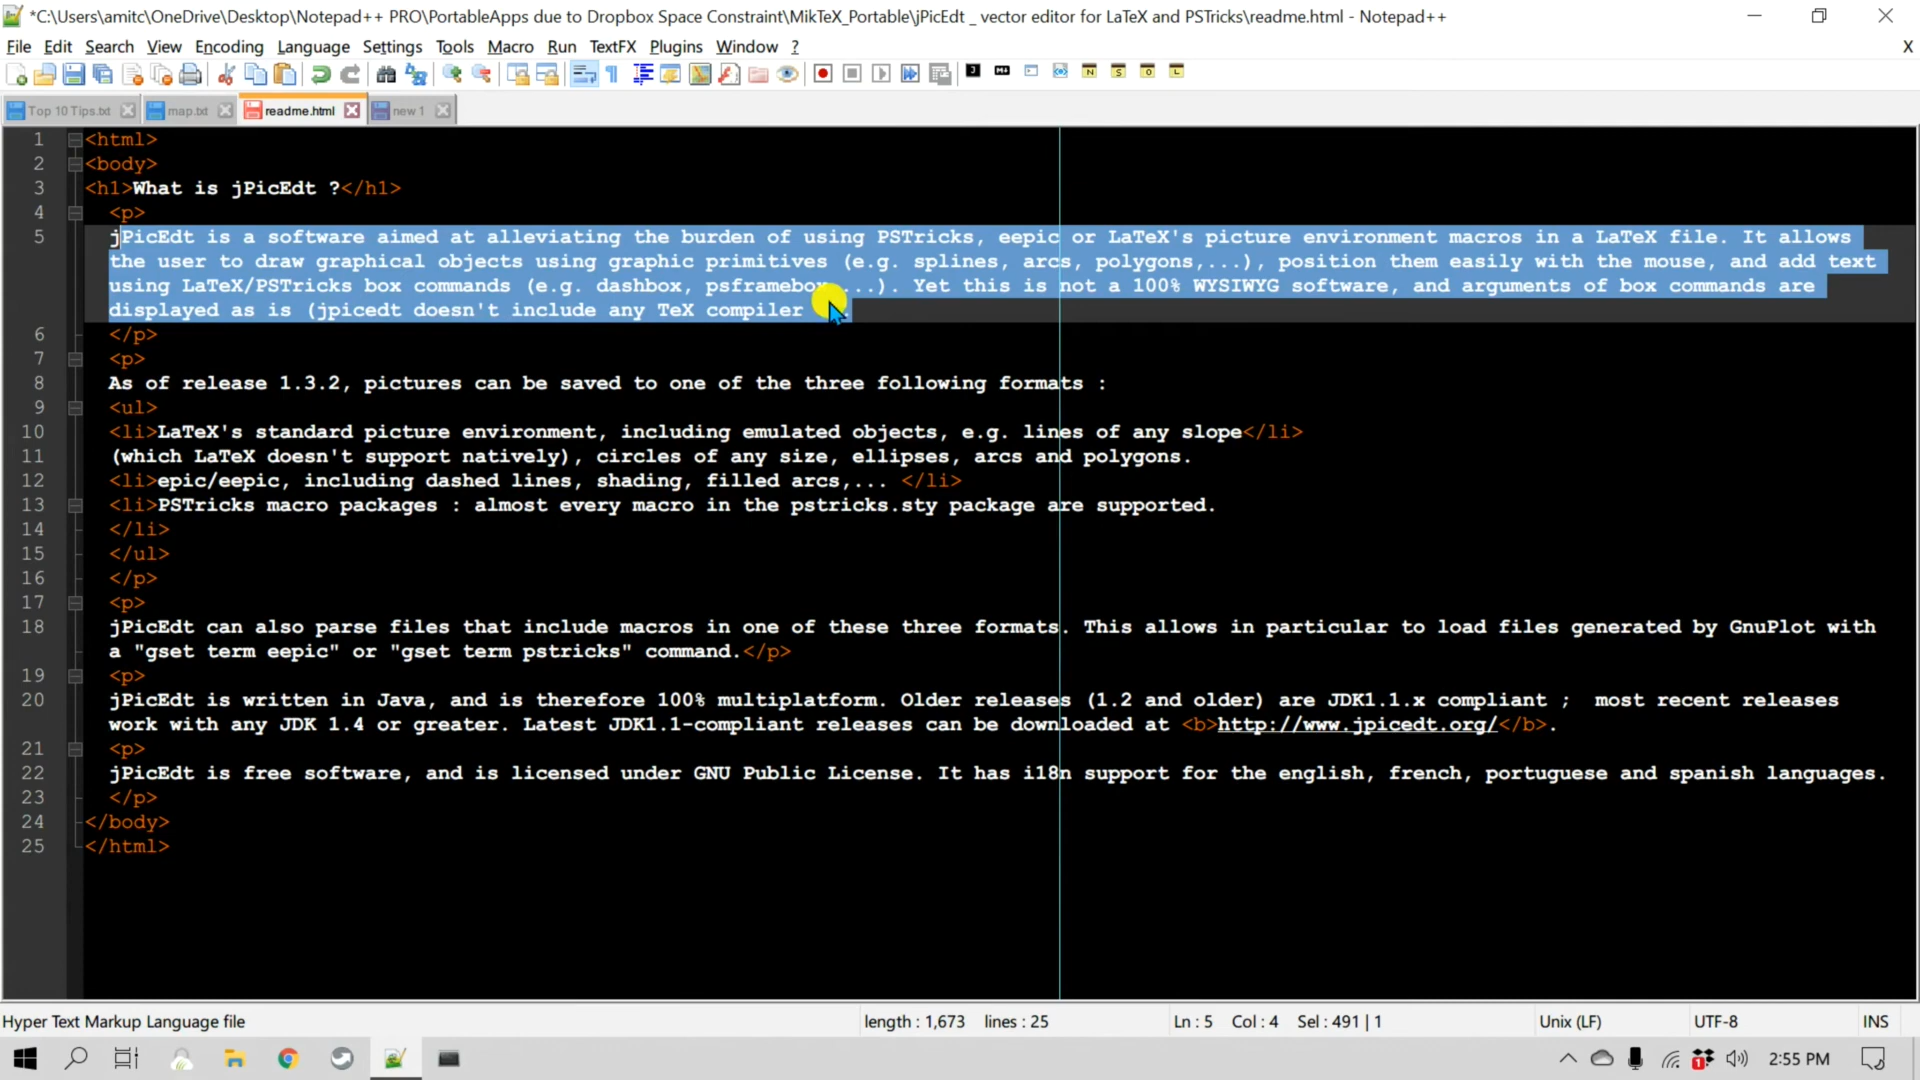 *C:\Users\amitc\OneDrive\Desktop\Notepad++ PRO\PortableApps due to Dropbox Space Constraint\MikTeX_Portable\jPicEdt _ vector editor for LaTeX and PSTricks\readme.html - Notepad++
File Edit Search View Encoding Language Settings Tools Macro Run TextFX Plugins Window ? X
Top 10 Tips.txt map.txt readme.html new 1
1 <html>
2 <body>
3 <h1>What is jPicEdt ?</h1>
4 <p>
5 jPicEdt is a software aimed at alleviating the burden of using PSTricks, eepic or LaTeX's picture environment macros in a LaTeX file. It allows
the user to draw graphical objects using graphic primitives (e.g. splines, arcs, polygons,...), position them easily with the mouse, and add text
using LaTeX/PSTricks box commands (e.g. dashbox, psframebox ...). Yet this is not a 100% WYSIWYG software, and arguments of box commands are
displayed as is (jpicedt doesn't include any TeX compiler
6 </p>
7 <p>
8 As of release 1.3.2, pictures can be saved to one of the three following formats :
9 <ul>
10 <li>LaTeX's standard picture environment, including emulated objects, e.g. lines of any slope</li>
11 (which LaTeX doesn't support natively), circles of any size, ellipses, arcs and polygons.
12 <li>epic/eepic, including dashed lines, shading, filled arcs,... </li>
13 <li>PSTricks macro packages : almost every macro in the pstricks.sty package are supported.
14 </li>
15 </ul>
16 </p>
17 <p>
18 jPicEdt can also parse files that include macros in one of these three formats. This allows in particular to load files generated by GnuPlot with
a "gset term eepic" or "gset term pstricks" command.</p>
19 <p>
20 jPicEdt is written in Java, and is therefore 100% multiplatform. Older releases (1.2 and older) are JDK1.1.x compliant ; most recent releases
work with any JDK 1.4 or greater. Latest JDK1.1-compliant releases can be downloaded at <b>http://www.jpicedt.org/</b>.
21 <p>
22 jPicEdt is free software, and is licensed under GNU Public License. It has i18n support for the english, french, portuguese and spanish languages.
23 </p>
24 </body>
25 </html>
Hyper Text Markup Language file length : 1,673 lines : 25 Ln : 5 Col : 4 Sel : 491 | 1 Unix (LF) UTF-8 INS
1 2:55 PM